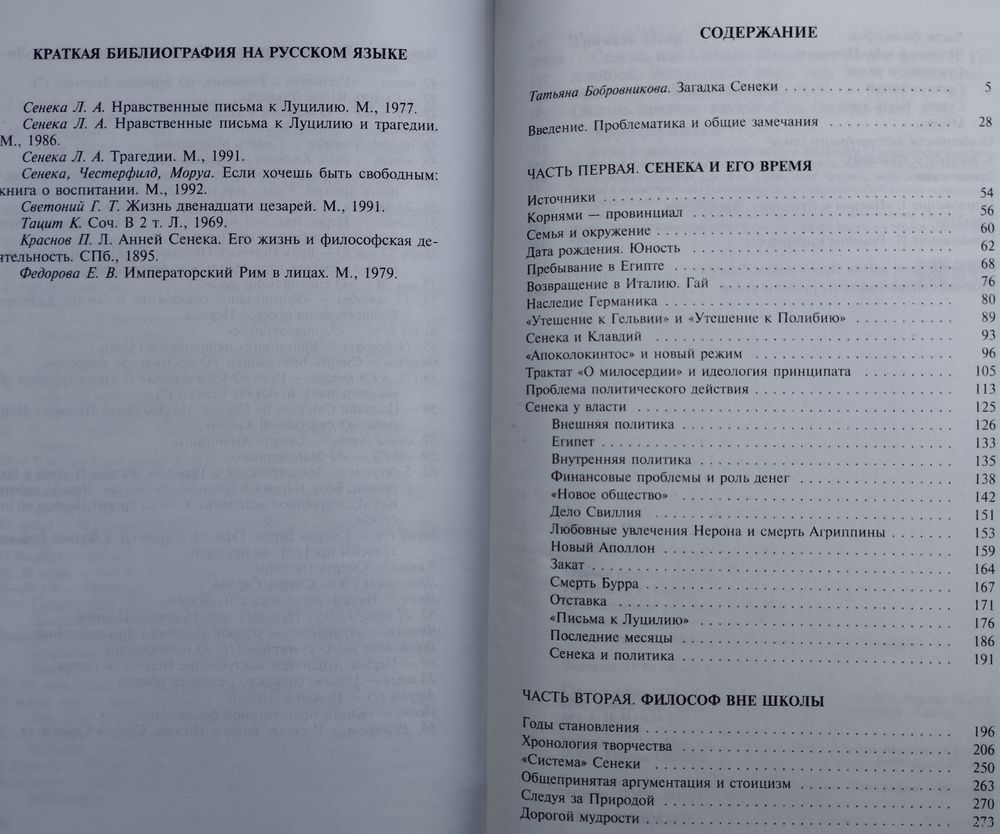 КРАТКАЯ БИБЛИОГРАФИЯ НА РУССКОМ ЯЗЫКЕ
Сенека Л. А. Нравственные письма к Луцилию. М., 1977.
Сенека Л. А. Нравственные письма к Луцилию и трагедии.
М., 1986.
Сенека Л. А. Трагедии. М., 1991.
Сенека, Честерфилд, Моруа. Если хочешь быть свободным:
книга о воспитании. М., 1992.
Светоний Г. Т. Жизнь двенадцати цезарей. М., 1991.
Тацит К. Соч. В 2 т. Л., 1969.
Краснов П. Л. Анней Сенека. Его жизнь и философская де-
ятельность. СПб., 1895.
Федорова Е. В. Императорский Рим в лицах. М., 1979.
СОДЕРЖАНИЕ
Татьяна Бобровникова. Загадка Сенеки . . . . . . . . . . 5
Введение. Проблематика и общие замечания . . . . . . . . . . 28
ЧАСТЬ ПЕРВАЯ. СЕНЕКА И ЕГО ВРЕМЯ
Источники . . . . . . . . . . 54
Корнями — провинциал . . . . . . . . . . 56
Семья и окружение . . . . . . . . . . 60
Дата рождения. Юность . . . . . . . . . . 62
Пребывание в Египте . . . . . . . . . . 68
Возвращение в Италию. Гай . . . . . . . . . . 76
Наследие Германика . . . . . . . . . . 80
«Утешение к Гельвии» и «Утешение к Полибию» . . . . . . . . . . 89
Сенека и Клавдий . . . . . . . . . . 93
«Апоколокинтос» и новый режим . . . . . . . . . . 96
Трактат «О милосердии» и идеология принципата . . . . . . . . . . 105
Проблема политического действия . . . . . . . . . . 113
Сенека у власти . . . . . . . . . . 125
Внешняя политика . . . . . . . . . . 126
Египет . . . . . . . . . . 133
Внутренняя политика . . . . . . . . . . 135
Финансовые проблемы и роль денег . . . . . . . . . . 138
«Новое общество» . . . . . . . . . . 142
Дело Свиллия . . . . . . . . . . 151
Любовные увлечения Нерона и смерть Агриппины . . . . . . . . . . 153
Новый Аполлон . . . . . . . . . . 159
Закат . . . . . . . . . . 164
Смерть Бурра . . . . . . . . . . 167
Отставка . . . . . . . . . . 171
«Письма к Луцилию» . . . . . . . . . . 176
Последние месяцы . . . . . . . . . . 186
Сенека и политика . . . . . . . . . . 191
ЧАСТЬ ВТОРАЯ. ФИЛОСОФ ВНЕ ШКОЛЫ
Годы становления . . . . . . . . . . 196
Хронология творчества . . . . . . . . . . 206
«Система» Сенеки . . . . . . . . . . 250
Общепринятая аргументация и стоицизм . . . . . . . . . . 263
Следуя за Природой . . . . . . . . . . 270
Дорогой мудрости . . . . . . . . . . 273